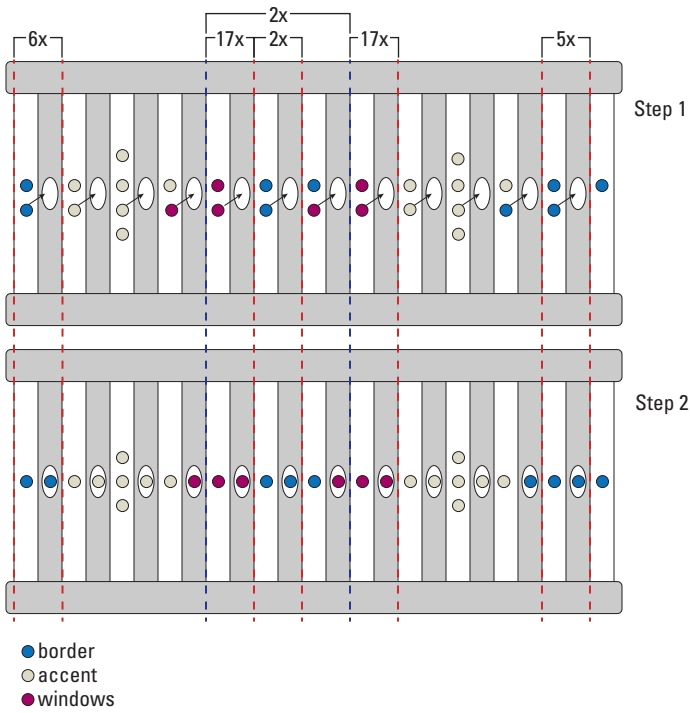 2x
6x 17x 2x 17x 5x
Step 1
Step 2
border
accent
windows